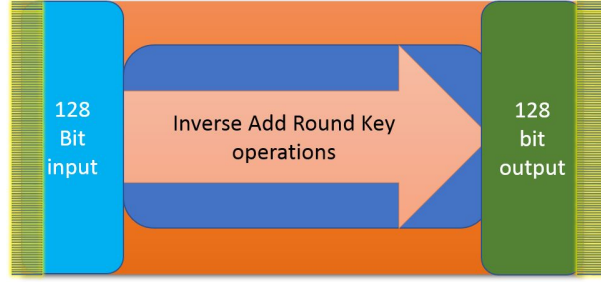 128
Bit
input
Inverse Add Round Key
operations
128
bit
output